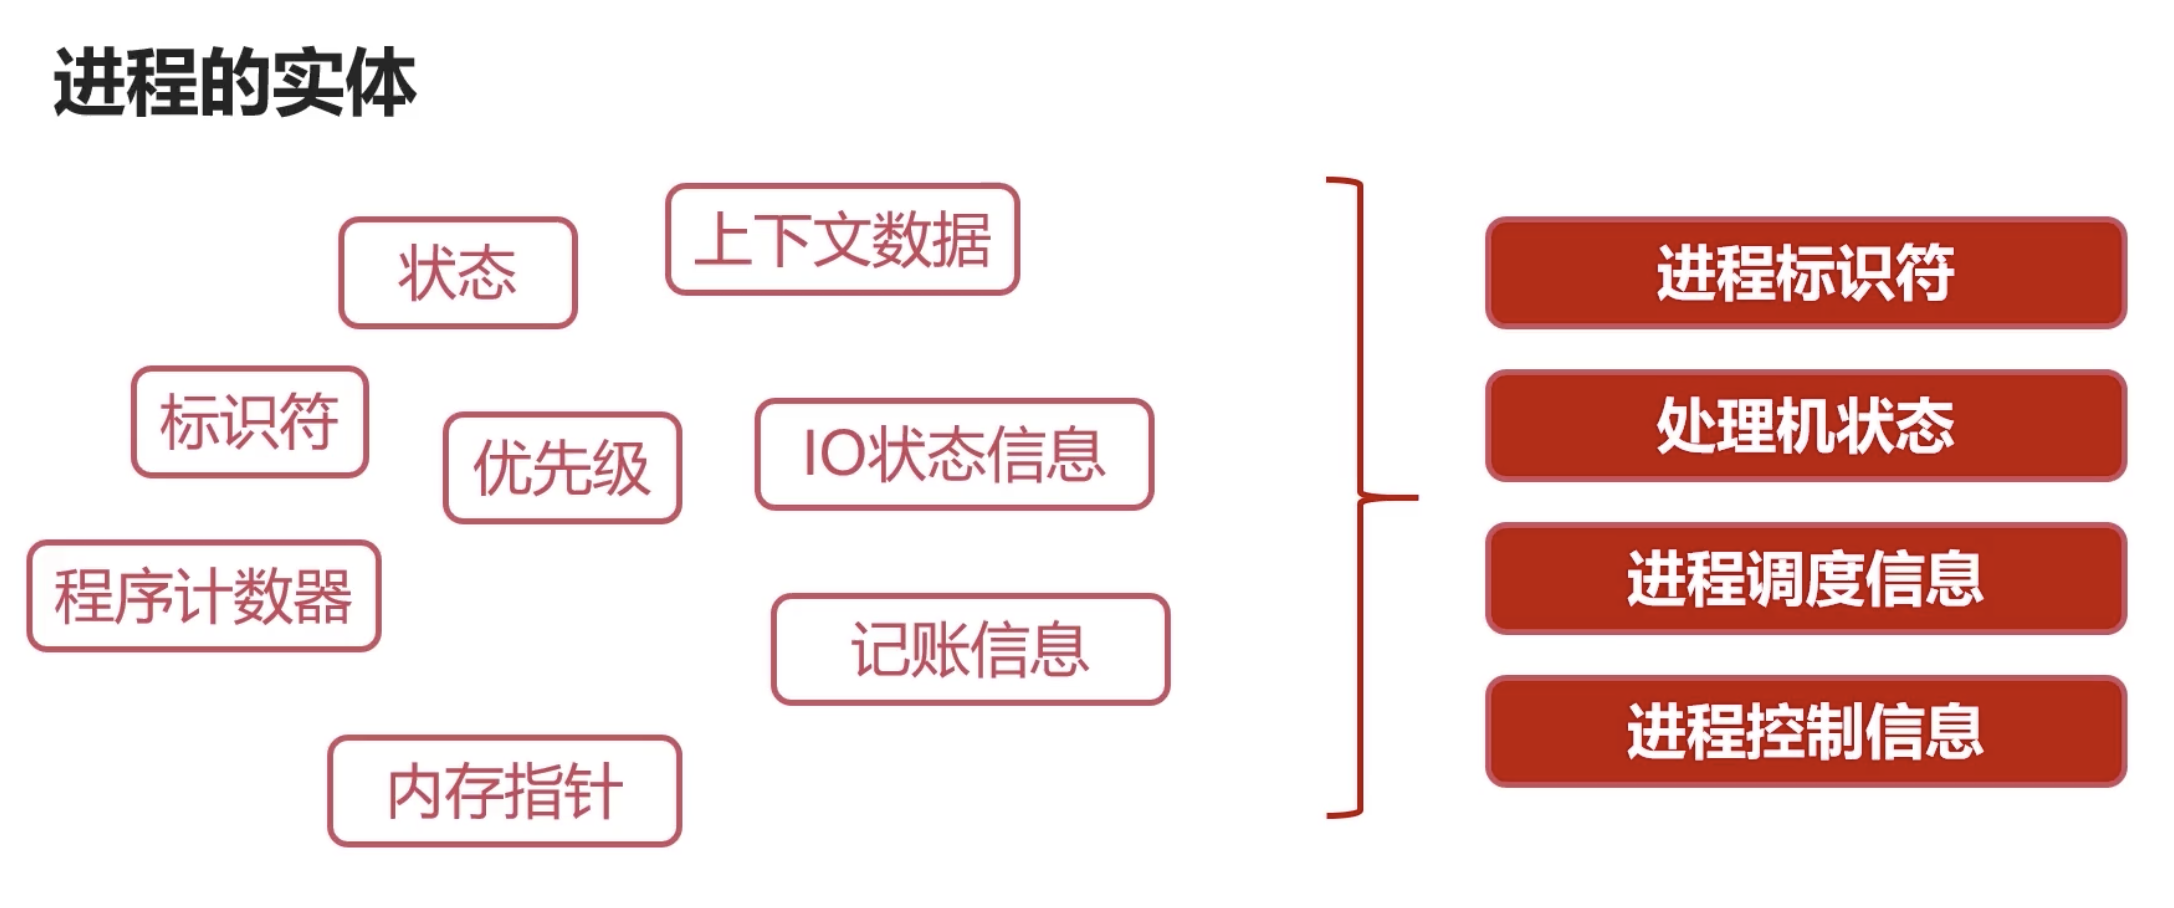 进程的实体
状态
上下文数据
标识符
优先级
IO状态信息
程序计数器
记账信息
内存指针
进程标识符
处理机状态
进程调度信息
进程控制信息